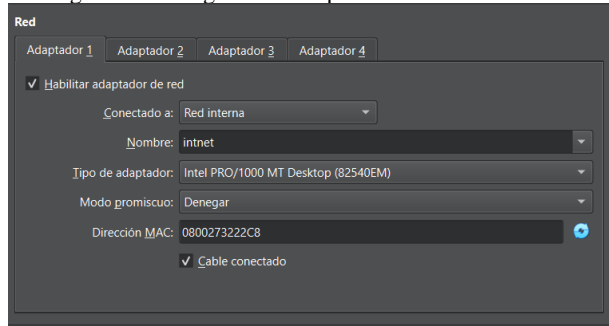 Red
Adaptador 1 Adaptador 2 Adaptador 3 Adaptador 4
Habilitar adaptador de red
Conectado a: Red interna
Nombre: intnet
Tipo de adaptador: Intel PRO/1000 MT Desktop (82540EM)
Modo promiscuo: Denegar
Dirección MAC: 0800273222C8
Cable conectado